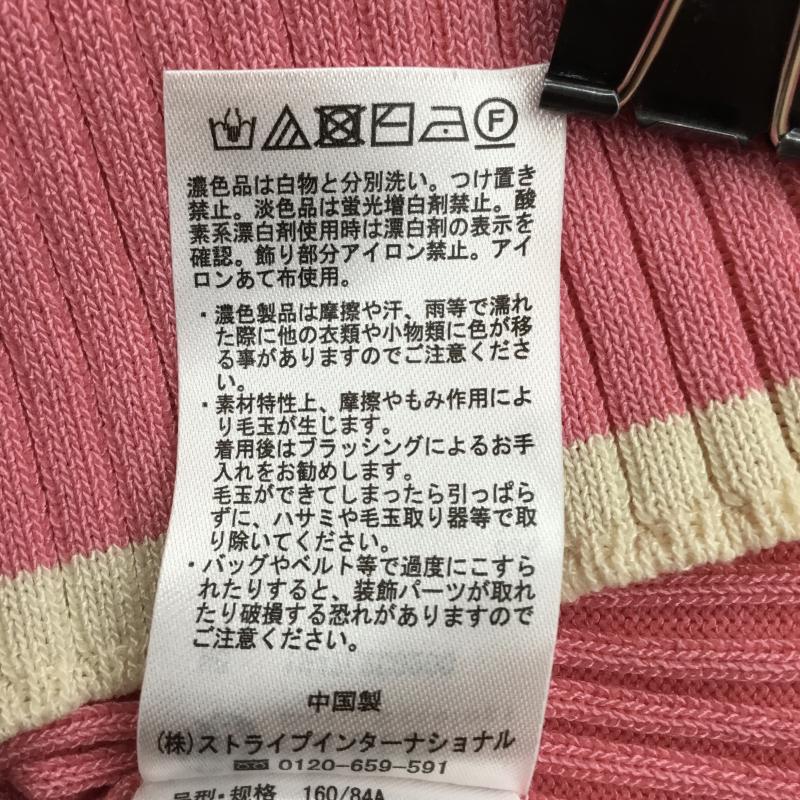 F
濃色品は白物と分別洗い。つけ置き
禁止。淡色品は蛍光増白剤禁止。酸
素系漂白剤使用時は漂白剤の表示を
確認。飾り部分アイロン禁止。アイ
ロンあて布使用。
・濃色製品は摩擦や汗、雨等で濡れ
た際に他の衣類や小物類に色が移
る事がありますのでご注意くださ
い。
・素材特性上、摩擦やもみ作用によ
り毛玉が生じます。
着用後はブラッシングによるお手
入れをお勧めします。
毛玉ができてしまったら引っぱら
ずに、ハサミや毛玉取り器等で取
り除いてください。
・バッグやベルト等で過度にこすら
れたりすると、装飾パーツが取れ
たり破損する恐れがありますので
ご注意ください。
中国製
(株)ストライプインターナショナル
0120-659-591
号型·规格 160/84A